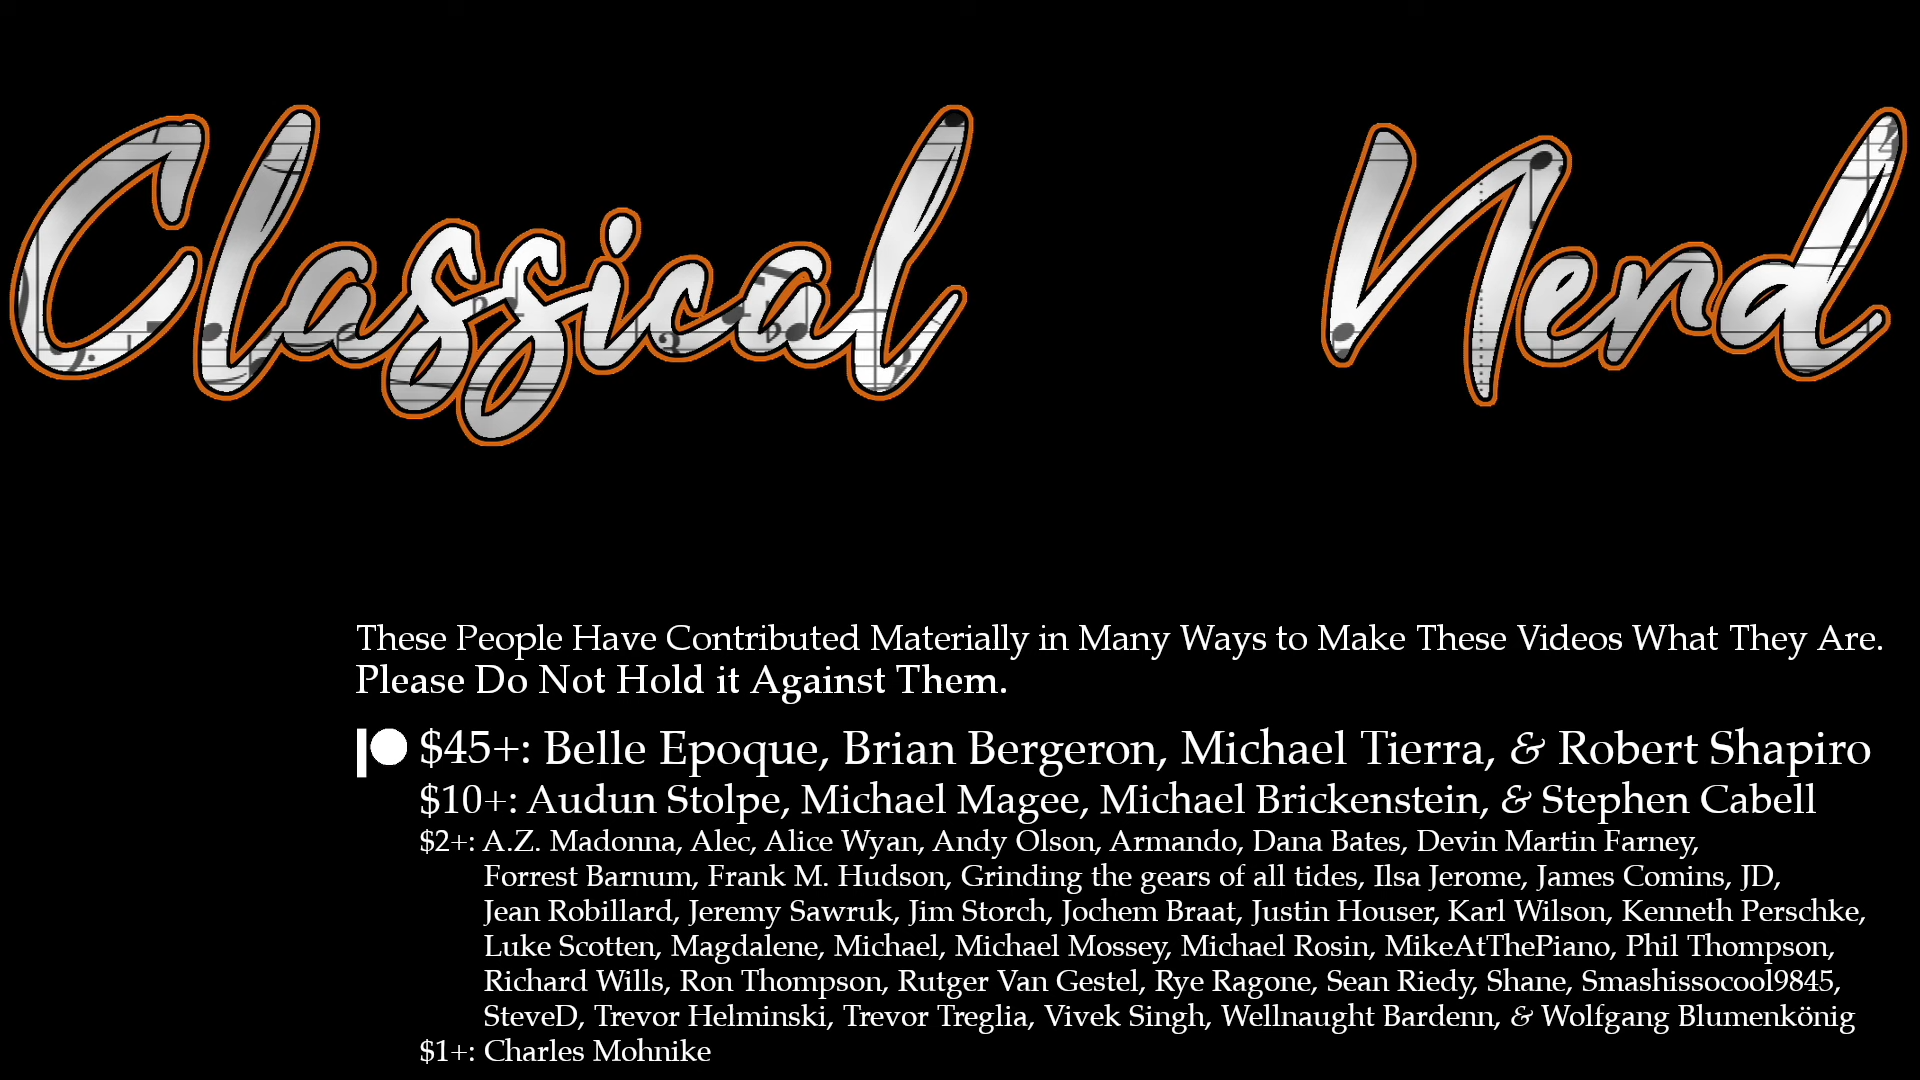 Classical Nerd
These People Have Contributed Materially in Many Ways to Make These Videos What They Are.
Please Do Not Hold it Against Them.
$45+: Belle Epoque, Brian Bergeron, Michael Tierra, & Robert Shapiro
$10+: Audun Stolpe, Michael Magee, Michael Brickenstein, & Stephen Cabell
$2+: A.Z. Madonna, Alec, Alice Wyan, Andy Olson, Armando, Dana Bates, Devin Martin Farney,
Forrest Barnum, Frank M. Hudson, Grinding the gears of all tides, Ilsa Jerome, James Comins, JD,
Jean Robillard, Jeremy Sawruk, Jim Storch, Jochem Braat, Justin Houser, Karl Wilson, Kenneth Perschke,
Luke Scotten, Magdalene, Michael, Michael Mossey, Michael Rosin, MikeAtThePiano, Phil Thompson,
Richard Wills, Ron Thompson, Rutger Van Gestel, Rye Ragone, Sean Riedy, Shane, Smashissocool9845,
SteveD, Trevor Helminski, Trevor Treglia, Vivek Singh, Wellnaught Bardenn, & Wolfgang Blumenkönig
$1+: Charles Mohnike